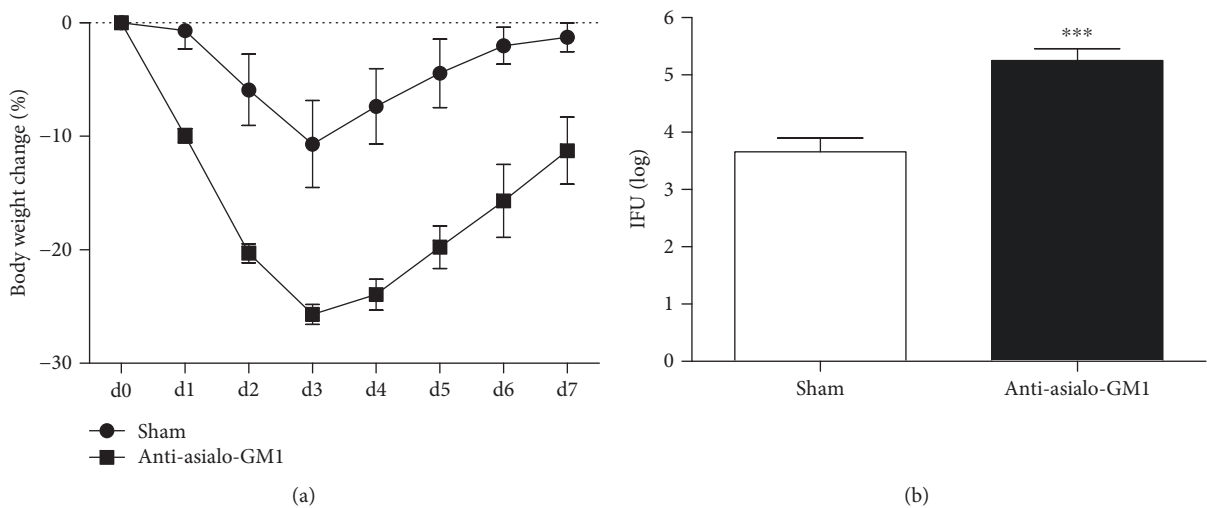 0
−10
−20
−30
Body weight change (%)
d0 d1 d2 d3 d4 d5 d6 d7
Sham
Anti-asialo-GM1
(a)
6
5
4
3
2
1
0
IFU (log)
***
Sham Anti-asialo-GM1
(b)